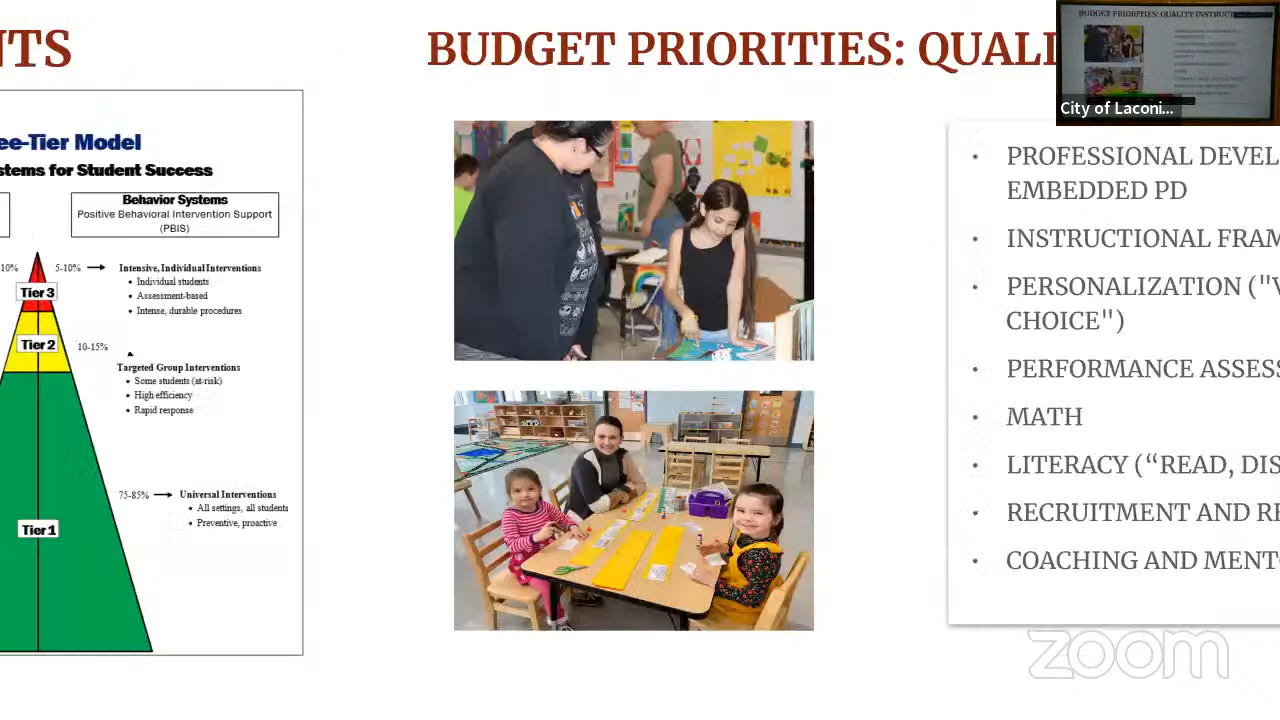 NTS
ee-Tier Model
stems for Student Success
Behavior Systems
Positive Behavioral Intervention Support
(PBIS)
10%
5-10%
Intensive, Individual Interventions
• Individual students
• Assessment-based
• Intense, durable procedures
Tier 3
Tier 2
10-15%
Targeted Group Interventions
• Some students (at-risk)
• High efficiency
• Rapid response
75-85%
Universal Interventions
• All settings, all students
• Preventive, proactive
Tier 1
BUDGET PRIORITIES: QUALI
BUDGET PRIORITIES: QUALITY INSTRUCT
City of Laconi...
• PROFESSIONAL DEVEL
EMBEDDED PD
• INSTRUCTIONAL FRAM
• PERSONALIZATION ("V
CHOICE")
• PERFORMANCE ASSESS
• MATH
• LITERACY (“READ, DIS
• RECRUITMENT AND RE
• COACHING AND MENTO
zoom